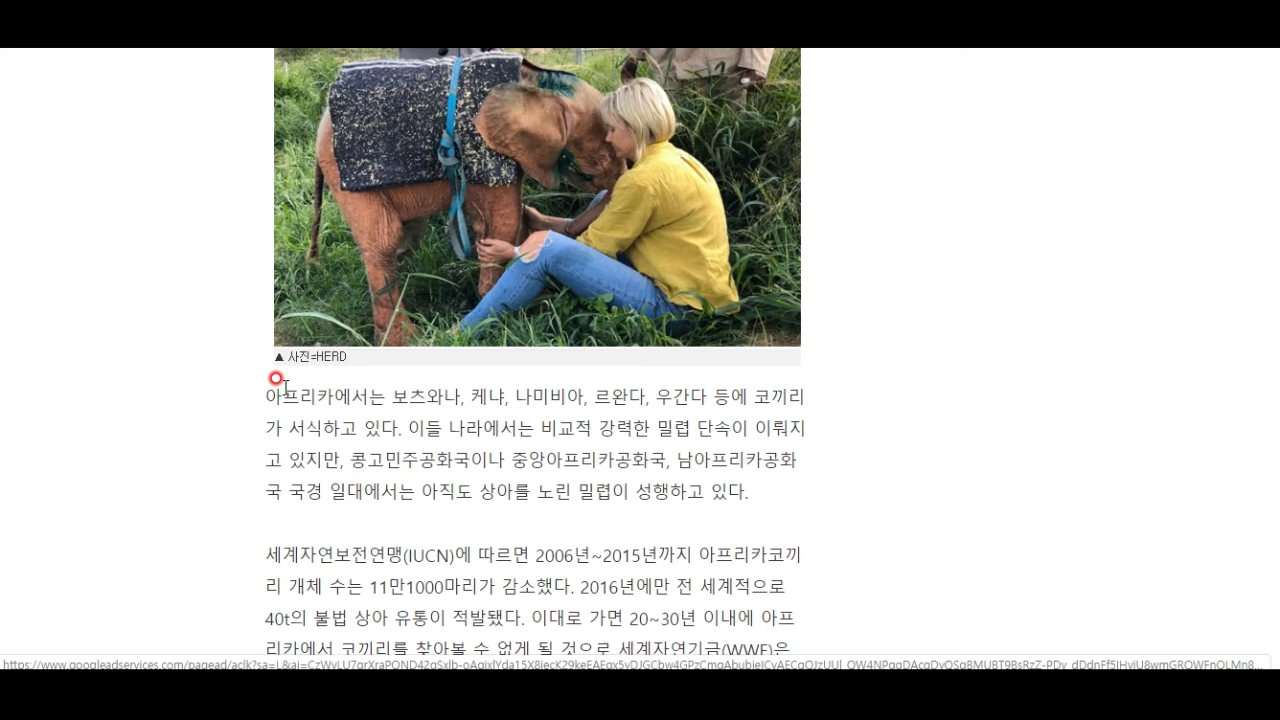 ▲ 사진=HERD
아프리카에서는 보츠와나, 케냐, 나미비아, 르완다, 우간다 등에 코끼리
가 서식하고 있다. 이들 나라에서는 비교적 강력한 밀렵 단속이 이뤄지
고 있지만, 콩고민주공화국이나 중앙아프리카공화국, 남아프리카공화
국 국경 일대에서는 아직도 상아를 노린 밀렵이 성행하고 있다.
세계자연보전연맹(IUCN)에 따르면 2006년~2015년까지 아프리카코끼
리 개체 수는 11만1000마리가 감소했다. 2016년에만 전 세계적으로
40t의 불법 상아 유통이 적발됐다. 이대로 가면 20~30년 이내에 아프
리카에서 코끼리를 찾아볼 수 없게 될 것으로 세계자연기금(WWF)은